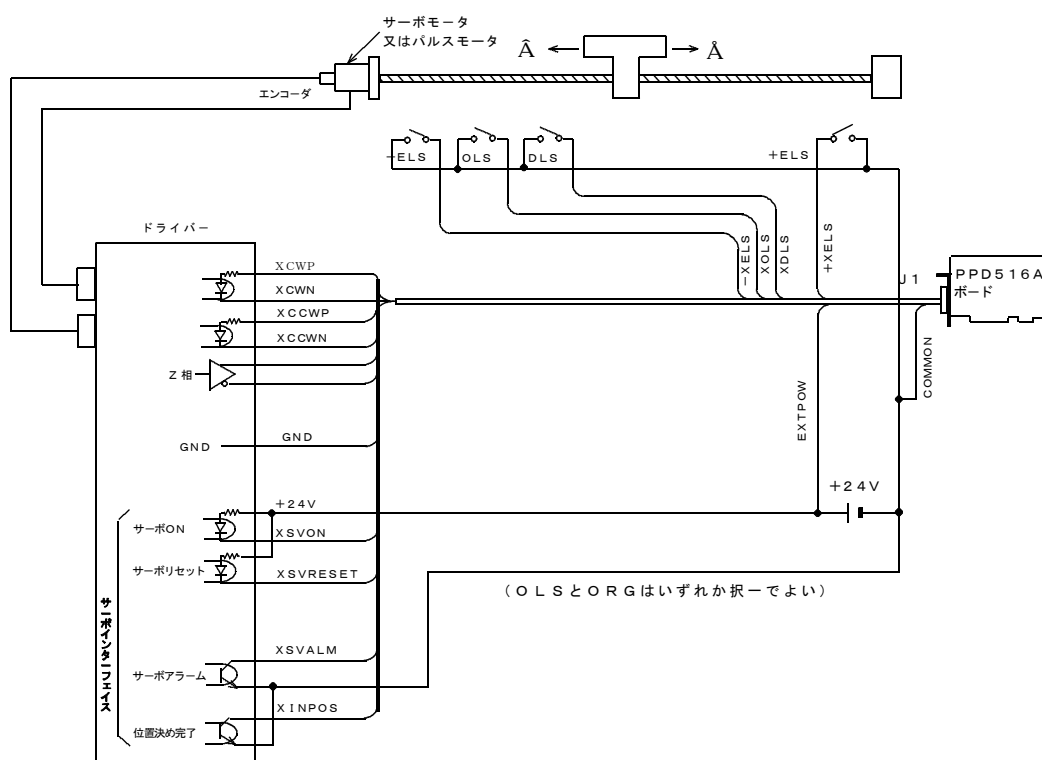 サーボモータ
又はパルスモータ
Â
Å
エンコーダ
-ELS
OLS
DLS
+ELS
ドライバー
-XELS
XOLS
XDLS
+XELS
J1
PPD516A
ボード
XCWP
XCWN
XCCWP
XCCWN
Z相
COMMON
EXTPOW
GND
GND
+24V
+24V
サーボON
XSVON
サーボリセット
XSVRESET
(OLSとORGはいずれか択一でよい)
サーボインターフェイス
XSVALM
サーボアラーム
XINPOS
位置決め完了